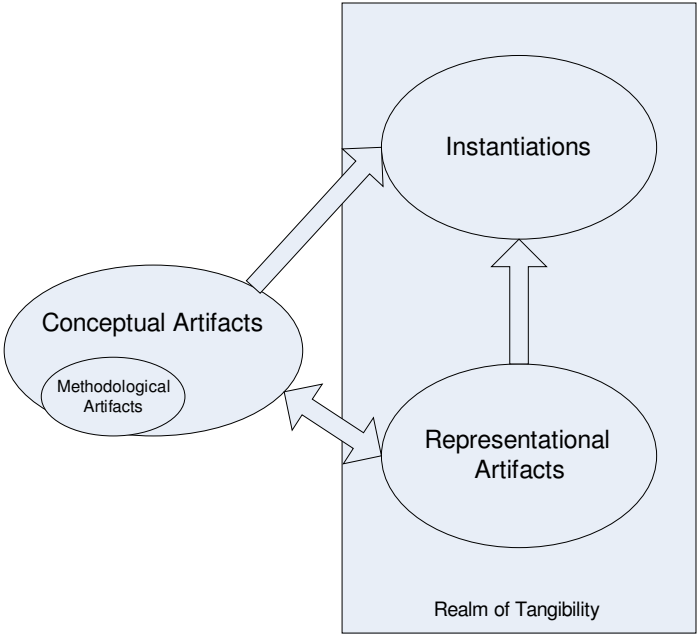 Instantiations
Conceptual Artifacts
Methodological
Artifacts
Representational
Artifacts
Realm of Tangibility